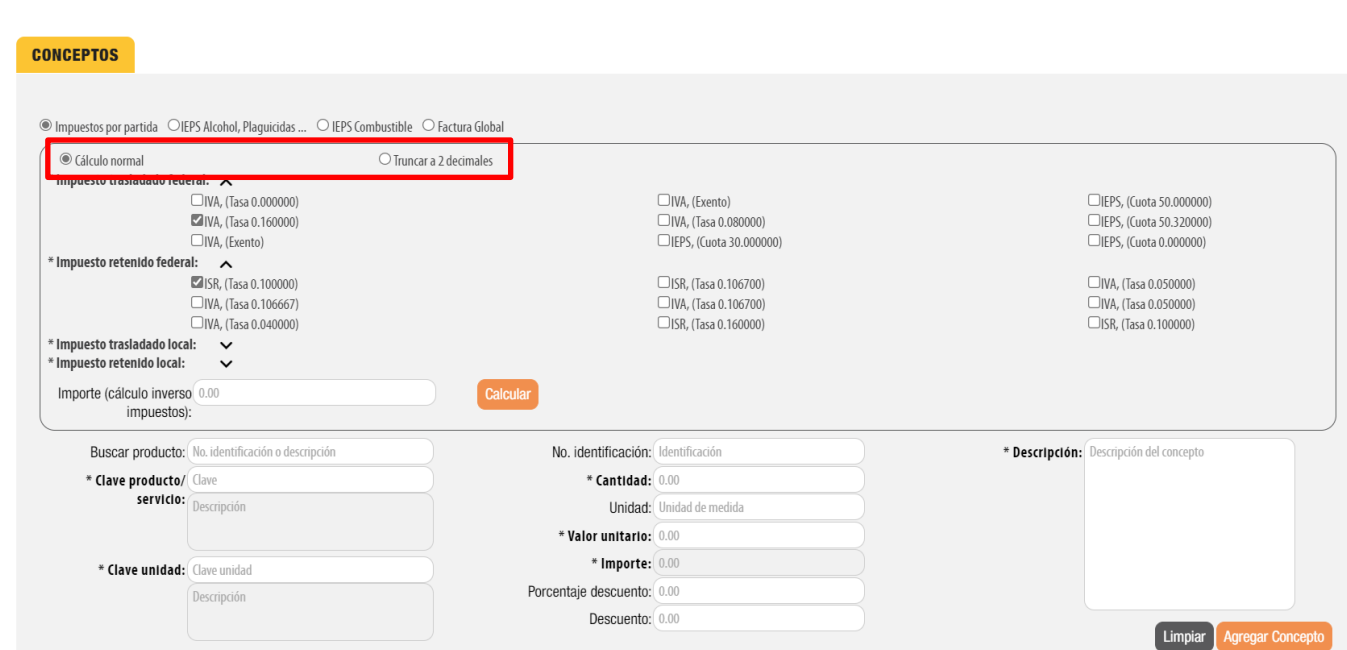 CONCEPTOS
Impuestos por partida IEPS Alcohol, Plaguicidas ... IEPS Combustible Factura Global
Cálculo normal Truncar a 2 decimales
* Impuesto trasladado federal:
IVA, (Tasa 0.000000) IVA, (Exento) IEPS, (Cuota 50.000000)
IVA, (Tasa 0.160000) IVA, (Tasa 0.080000) IEPS, (Cuota 50.320000)
IVA, (Exento) IEPS, (Cuota 30.000000) IEPS, (Cuota 0.000000)
* Impuesto retenido federal:
ISR, (Tasa 0.100000) ISR, (Tasa 0.106700) IVA, (Tasa 0.050000)
IVA, (Tasa 0.106667) IVA, (Tasa 0.106700) IVA, (Tasa 0.050000)
IVA, (Tasa 0.040000) ISR, (Tasa 0.160000) ISR, (Tasa 0.100000)
* Impuesto trasladado local:
* Impuesto retenido local:
Importe (cálculo inverso 0.00 Calcular
impuestos):
Buscar producto: No. identificación o descripción No. identificación: Identificación * Descripción: Descripción del concepto
* Clave producto/ Clave * Cantidad: 0.00
servicio: Descripción Unidad: Unidad de medida
* Valor unitario: 0.00
* Clave unidad: Clave unidad * Importe: 0.00
Descripción Porcentaje descuento: 0.00
Descuento: 0.00
Limpiar Agregar Concepto